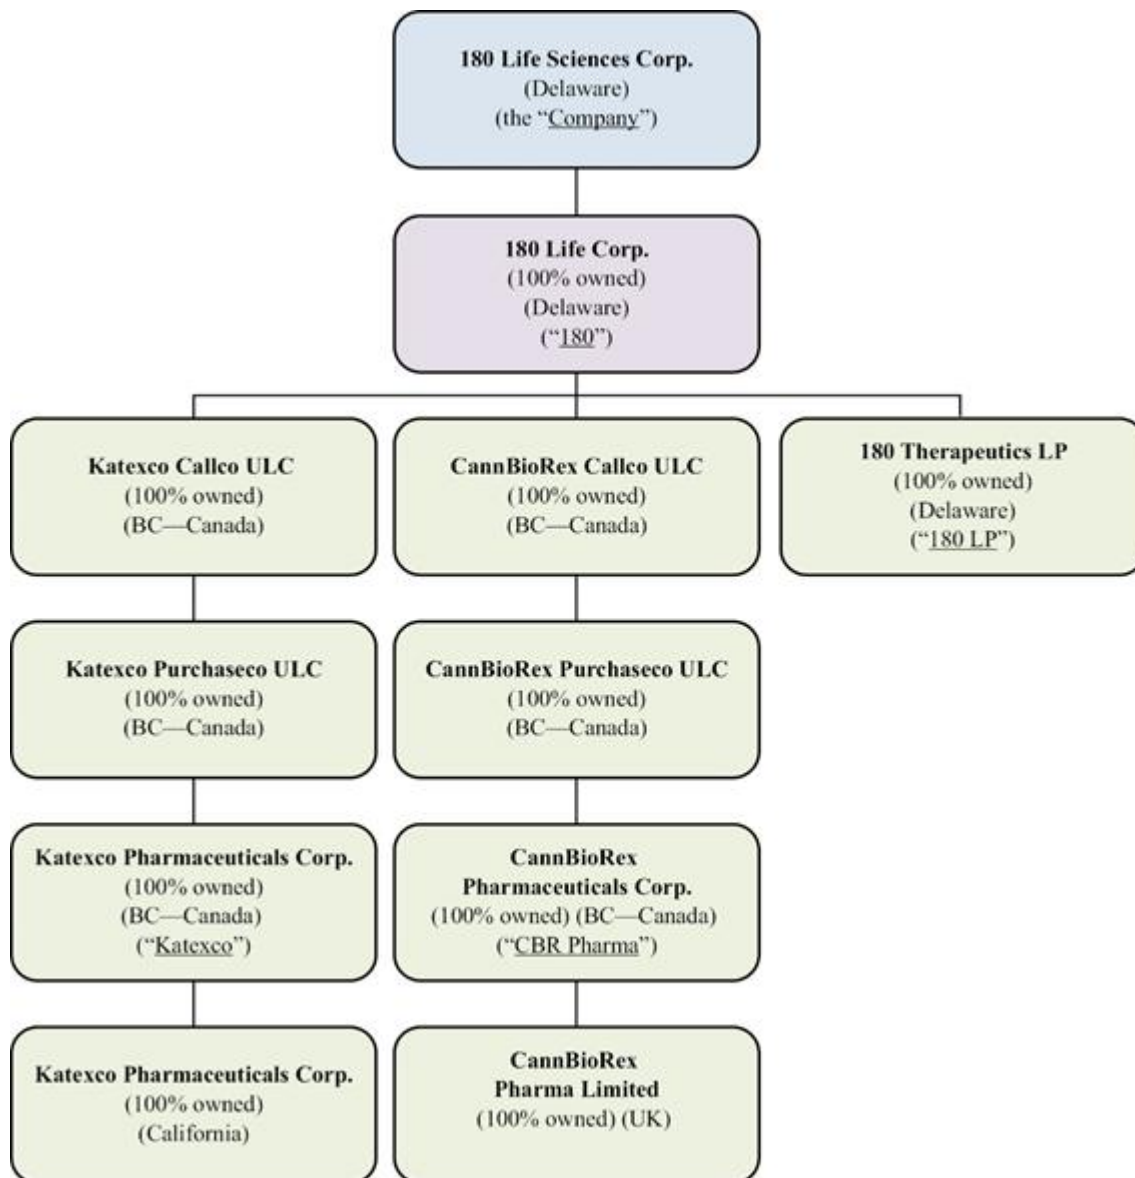 180 Life Sciences Corp.
(Delaware)
(the “Company”)
180 Life Corp.
(100% owned)
(Delaware)
(“180”)
Katexco Callco ULC
(100% owned)
(BC—Canada)
CannBioRex Callco ULC
(100% owned)
(BC—Canada)
180 Therapeutics LP
(100% owned)
(Delaware)
(“180 LP”)
Katexco Purchaseco ULC
(100% owned)
(BC—Canada)
CannBioRex Purchaseco ULC
(100% owned)
(BC—Canada)
Katexco Pharmaceuticals Corp.
(100% owned)
(BC—Canada)
(“Katexco”)
CannBioRex
Pharmaceuticals Corp.
(100% owned) (BC—Canada)
(“CBR Pharma”)
Katexco Pharmaceuticals Corp.
(100% owned)
(California)
CannBioRex
Pharma Limited
(100% owned) (UK)